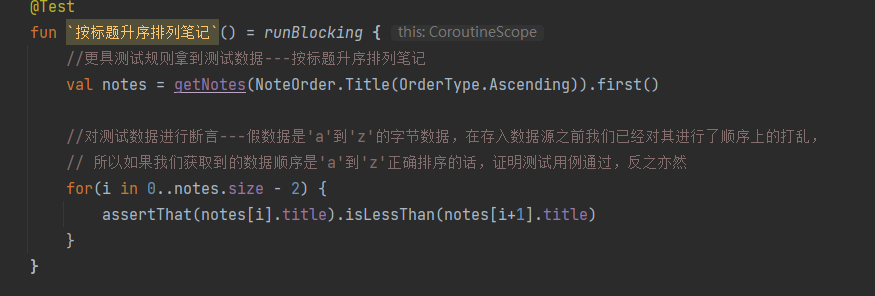 @Test
fun `按标题升序排列笔记`() = runBlocking { this: CoroutineScope
//更具测试规则拿到测试数据---按标题升序排列笔记
val notes = getNotes(NoteOrder.Title(OrderType.Ascending)).first()
//对测试数据进行断言---假数据是'a'到'z'的字节数据，在存入数据源之前我们已经对其进行了顺序上的打乱，
// 所以如果我们获取到的数据顺序是'a'到'z'正确排序的话，证明测试用例通过，反之亦然
for(i in 0..notes.size - 2) {
assertThat(notes[i].title).isLessThan(notes[i+1].title)
}
}